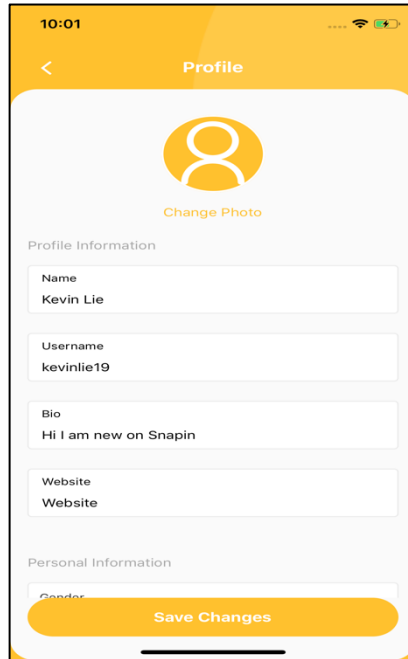 10:01
Profile
Change Photo
Profile Information
Name
Kevin Lie
Username
kevinlie19
Bio
Hi I am new on Snapin
Website
Website
Personal Information
Gender
Save Changes